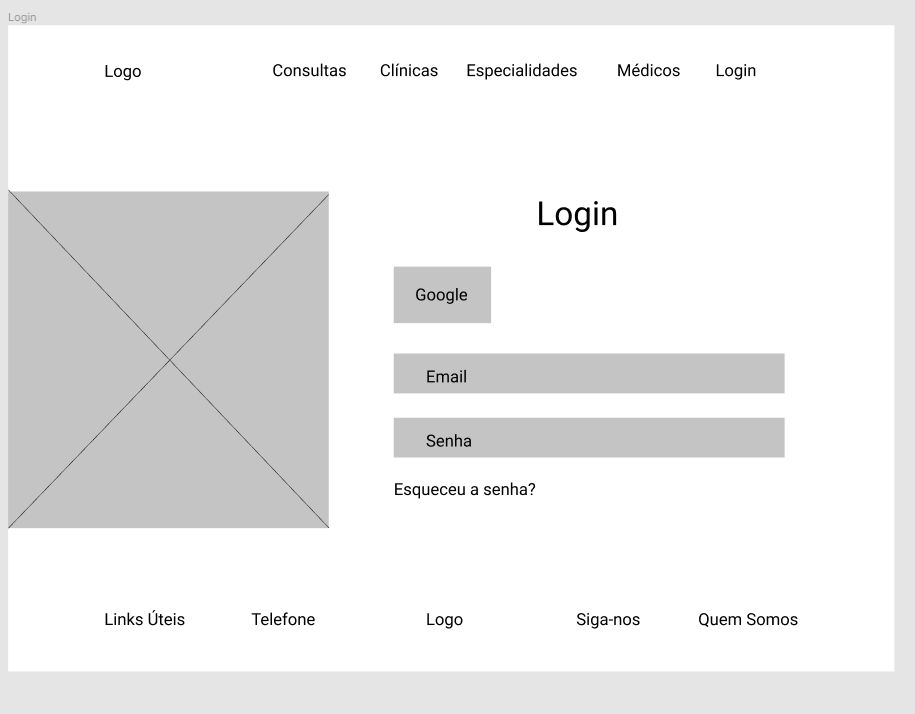 Login
Logo Consultas Clínicas Especialidades Médicos Login
Login
Google
Email
Senha
Esqueceu a senha?
Links Úteis Telefone Logo Siga-nos Quem Somos